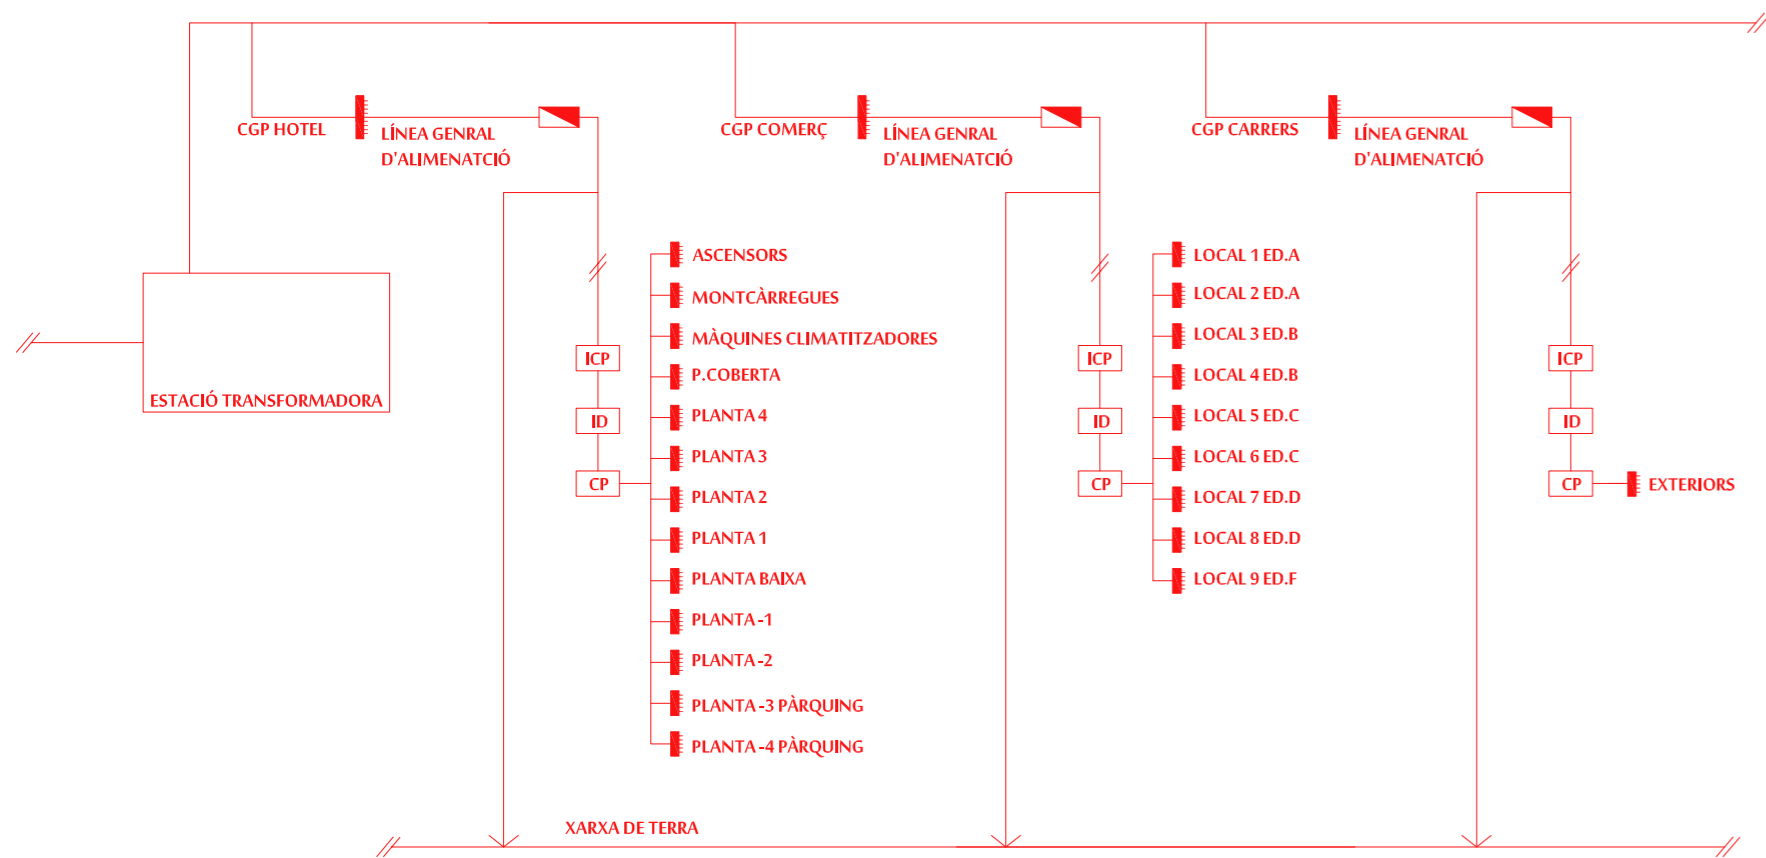 CGP HOTEL
LÍNEA GENRAL
D'ALIMENATCIÓ
CGP COMERÇ
LÍNEA GENRAL
D'ALIMENATCIÓ
CGP CARRERS
LÍNEA GENRAL
D'ALIMENATCIÓ
ESTACIÓ TRANSFORMADORA
ICP
ID
CP
ASCENSORS
MONTCÀRREGUES
MÀQUINES CLIMATITZADORES
P.COBERTA
PLANTA 4
PLANTA 3
PLANTA 2
PLANTA 1
PLANTA BAIXA
PLANTA -1
PLANTA -2
PLANTA -3 PÀRQUING
PLANTA -4 PÀRQUING
ICP
ID
CP
LOCAL 1 ED.A
LOCAL 2 ED.A
LOCAL 3 ED.B
LOCAL 4 ED.B
LOCAL 5 ED.C
LOCAL 6 ED.C
LOCAL 7 ED.D
LOCAL 8 ED.D
LOCAL 9 ED.F
ICP
ID
CP
EXTERIORS
XARXA DE TERRA